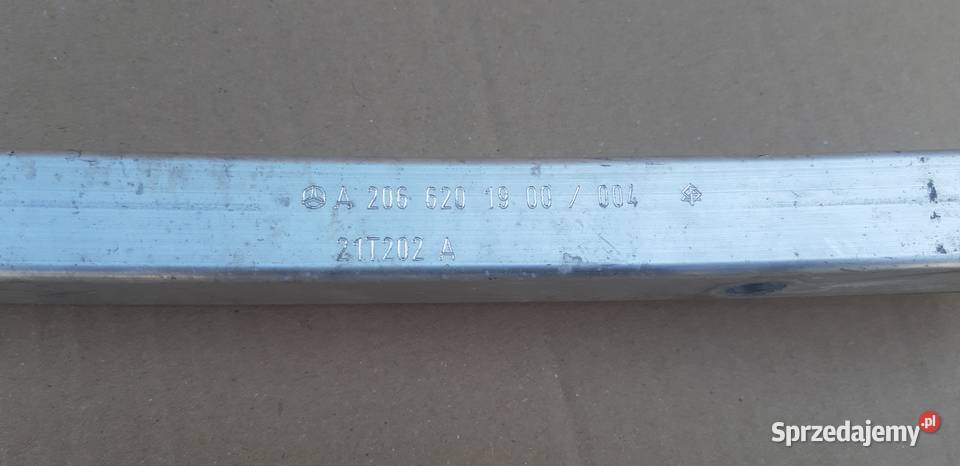 A 206 620 19 00 / 004
21T202 A
Sprzedajemy.pl